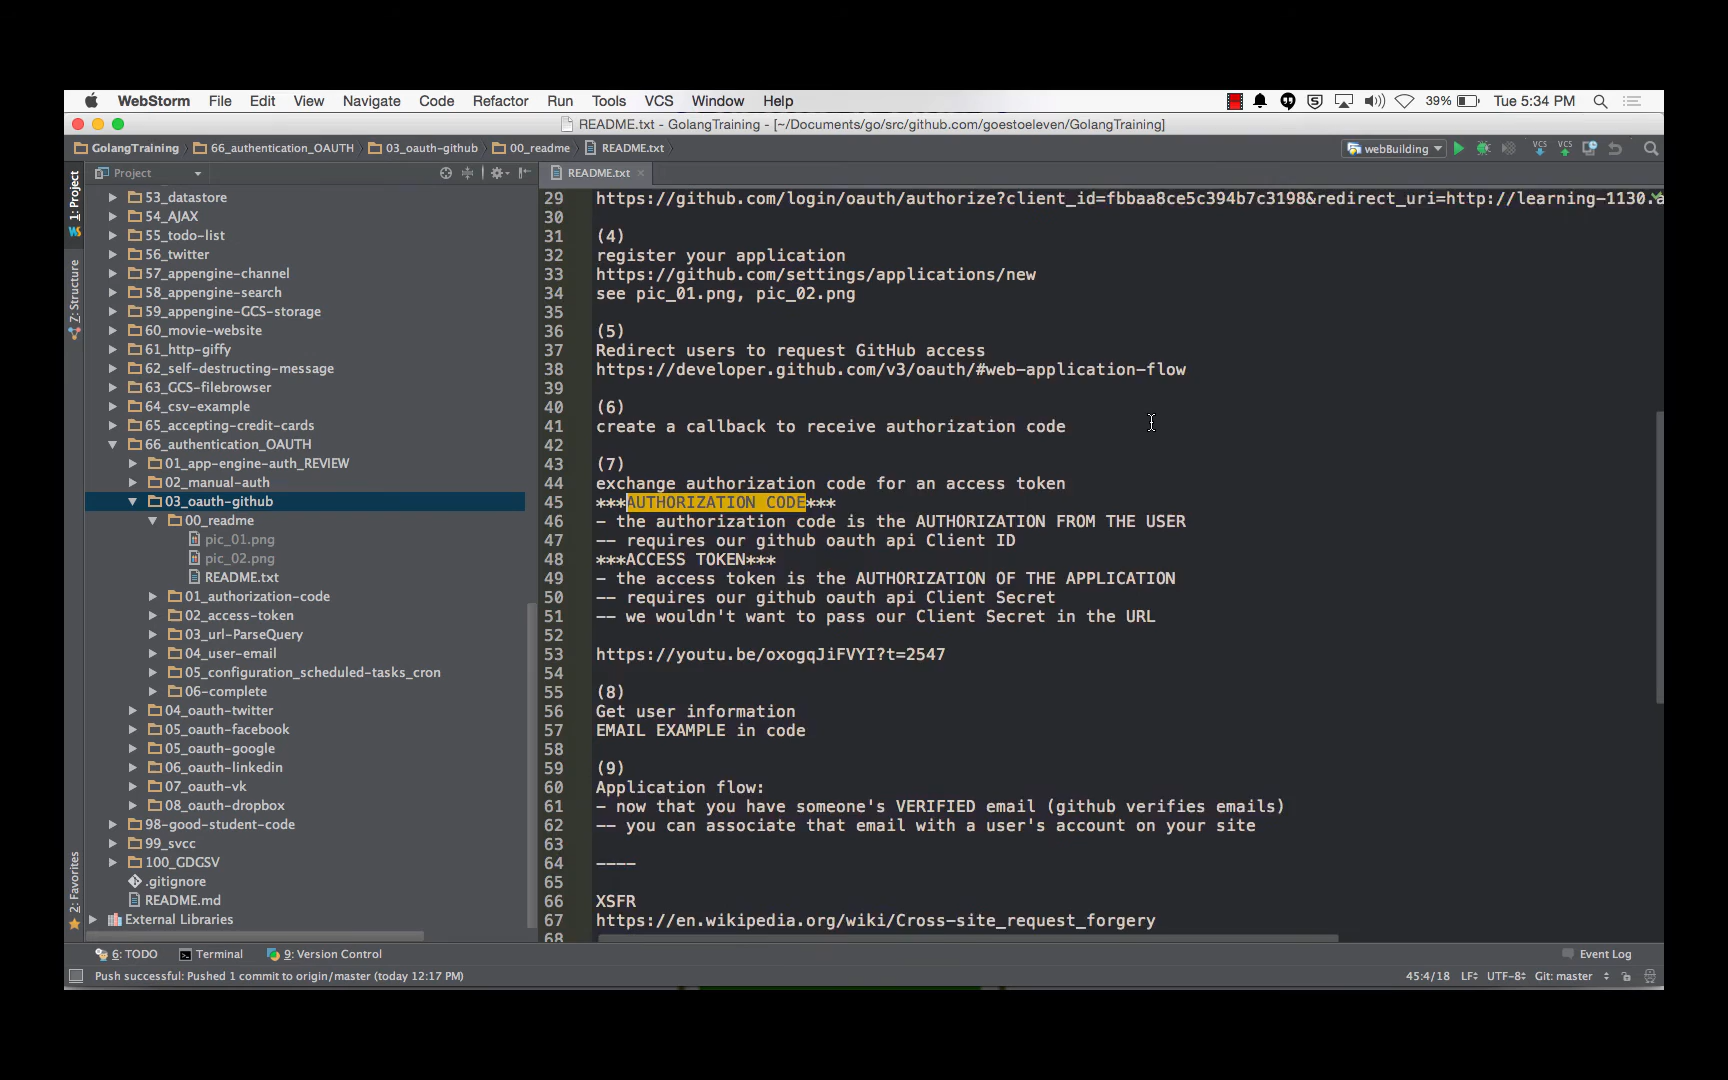 WebStorm File Edit View Navigate Code Refactor Run Tools VCS Window Help 39% Tue 5:34 PM
README.txt - GolangTraining - [~/Documents/go/src/github.com/goestoeleven/GolangTraining]
GolangTraining 66_authentication_OAUTH 03_oauth-github 00_readme README.txt webBuilding VCS VCS
1: Project
Z: Structure
2: Favorites
Project
53_datastore
54_AJAX
55_todo-list
56_twitter
57_appengine-channel
58_appengine-search
59_appengine-GCS-storage
60_movie-website
61_http-giffy
62_self-destructing-message
63_GCS-filebrowser
64_csv-example
65_accepting-credit-cards
66_authentication_OAUTH
01_app-engine-auth_REVIEW
02_manual-auth
03_oauth-github
00_readme
pic_01.png
pic_02.png
README.txt
01_authorization-code
02_access-token
03_url-ParseQuery
04_user-email
05_configuration_scheduled-tasks_cron
06-complete
04_oauth-twitter
05_oauth-facebook
05_oauth-google
06_oauth-linkedin
07_oauth-vk
08_oauth-dropbox
98-good-student-code
99_svcc
100_GDGSV
.gitignore
README.md
External Libraries
README.txt
29 https://github.com/login/oauth/authorize?client_id=fbbaa8ce5c394b7c3198&redirect_uri=http://learning-1130.a
30
31 (4)
32 register your application
33 https://github.com/settings/applications/new
34 see pic_01.png, pic_02.png
35
36 (5)
37 Redirect users to request GitHub access
38 https://developer.github.com/v3/oauth/#web-application-flow
39
40 (6)
41 create a callback to receive authorization code
42
43 (7)
44 exchange authorization code for an access token
45 ***AUTHORIZATION CODE***
46 - the authorization code is the AUTHORIZATION FROM THE USER
47 -- requires our github oauth api Client ID
48 ***ACCESS TOKEN***
49 - the access token is the AUTHORIZATION OF THE APPLICATION
50 -- requires our github oauth api Client Secret
51 -- we wouldn't want to pass our Client Secret in the URL
52
53 https://youtu.be/oxogqJiFVYI?t=2547
54
55 (8)
56 Get user information
57 EMAIL EXAMPLE in code
58
59 (9)
60 Application flow:
61 - now that you have someone's VERIFIED email (github verifies emails)
62 -- you can associate that email with a user's account on your site
63
64 ----
65
66 XSFR
67 https://en.wikipedia.org/wiki/Cross-site_request_forgery
68
6: TODO Terminal 9: Version Control Event Log
Push successful: Pushed 1 commit to origin/master (today 12:17 PM) 45:4/18 LF UTF-8 Git: master